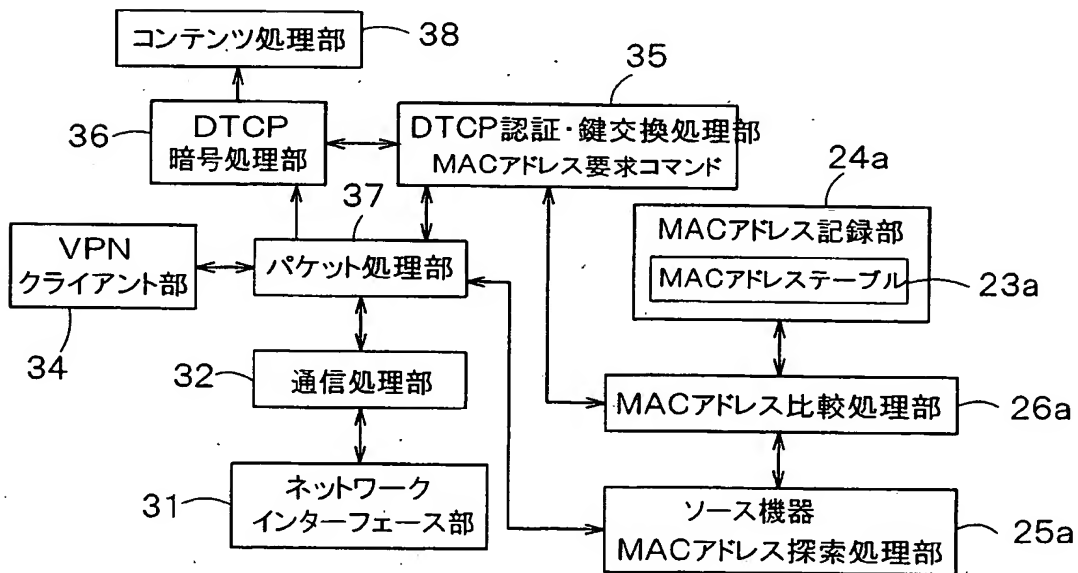 コンテンツ処理部
38
35
36
DTCP
暗号処理部
DTCP認証・鍵交換処理部
MACアドレス要求コマンド
24a
37
MACアドレス記録部
VPN
クライアント部
パケット処理部
MACアドレステーブル
23a
34
32
通信処理部
MACアドレス比較処理部
26a
31
ネットワーク
インターフェース部
ソース機器
MACアドレス探索処理部
25a